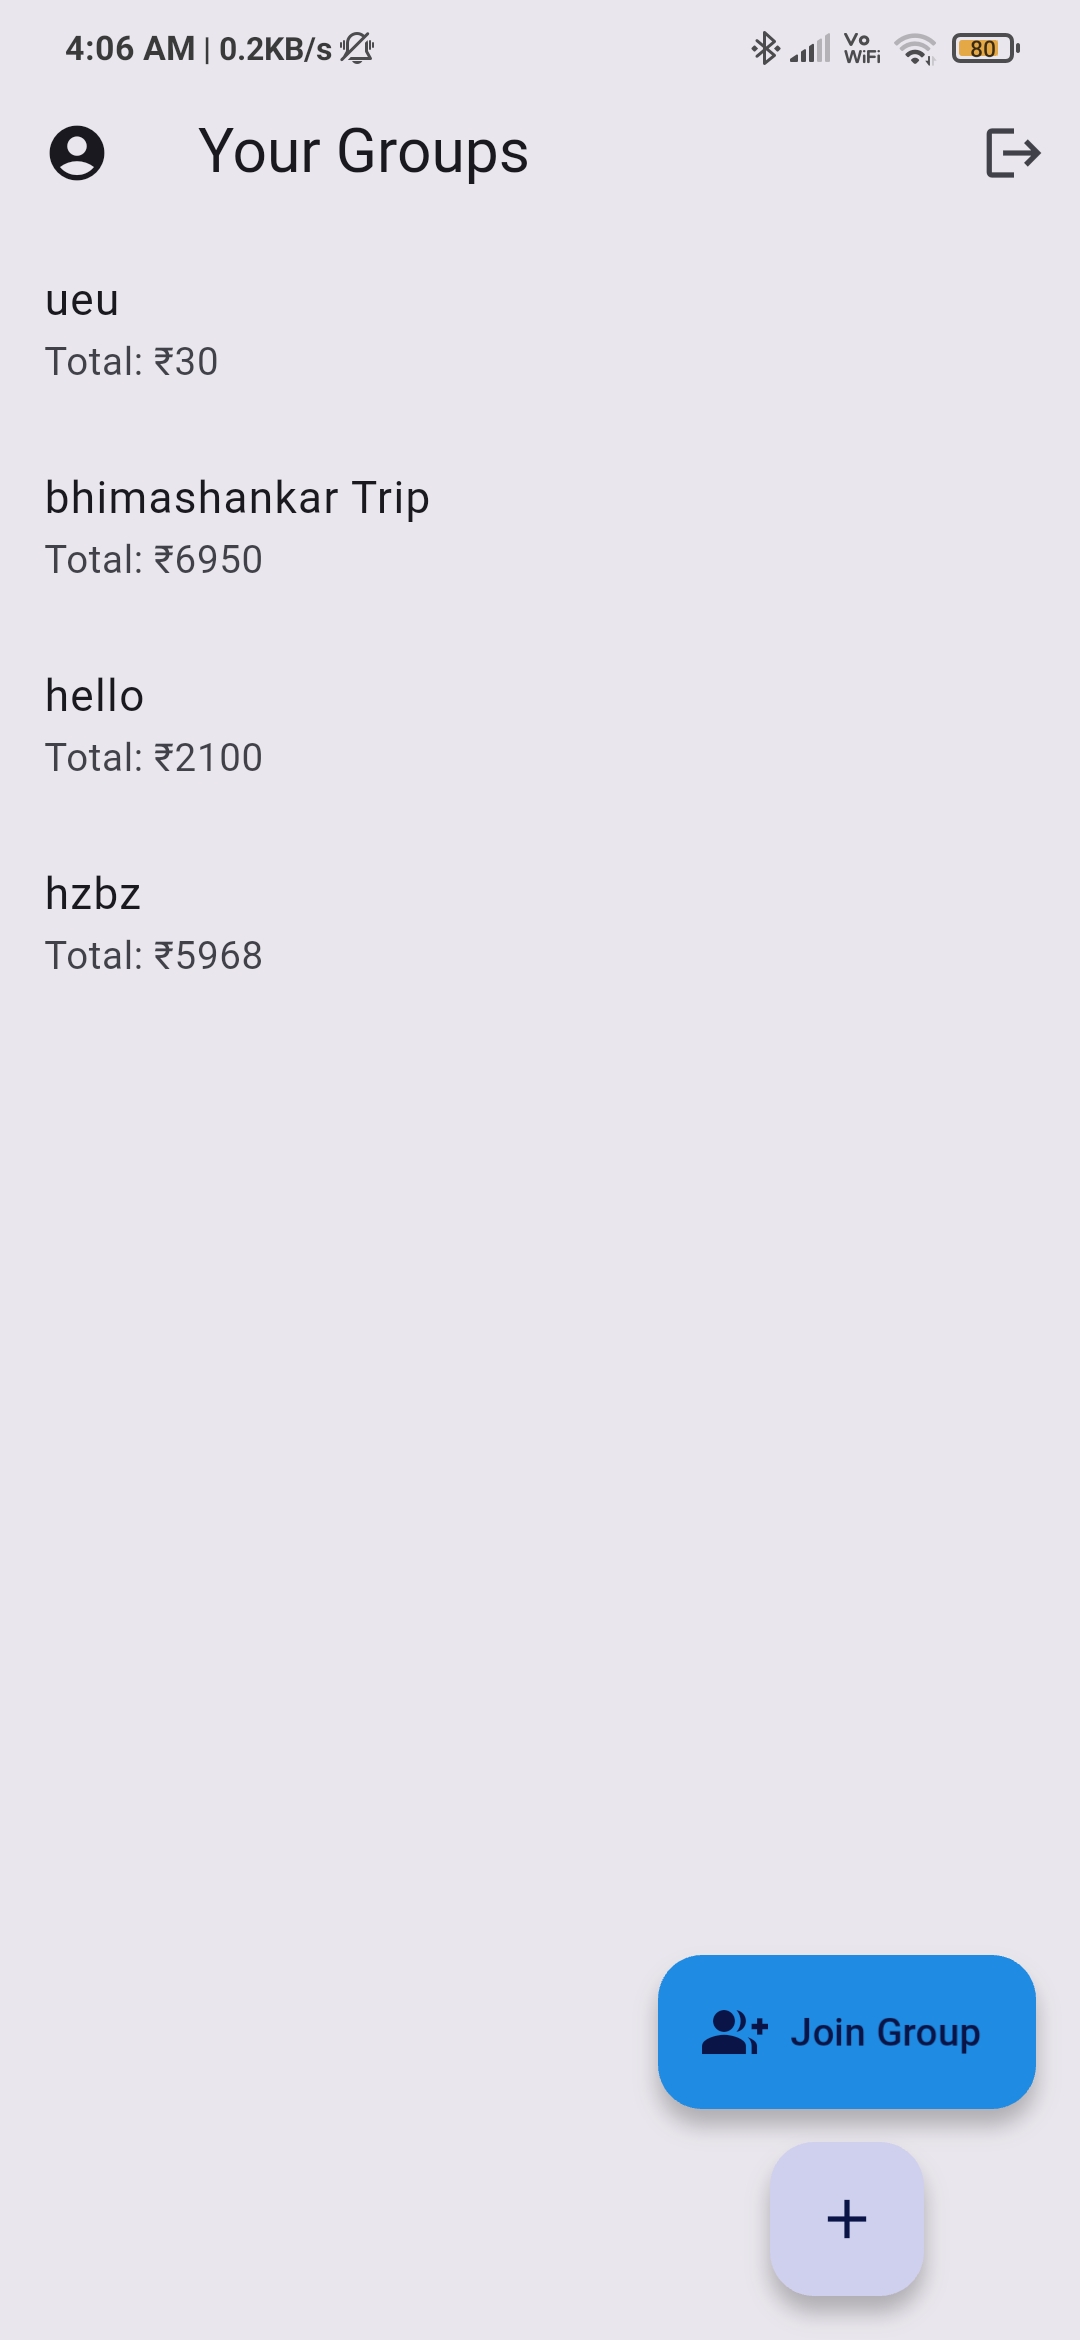 4:06 AM | 0.2KB/s
Vo
WiFi
80
Your Groups
ueu
Total: ₹30
bhimashankar Trip
Total: ₹6950
hello
Total: ₹2100
hzbz
Total: ₹5968
Join Group